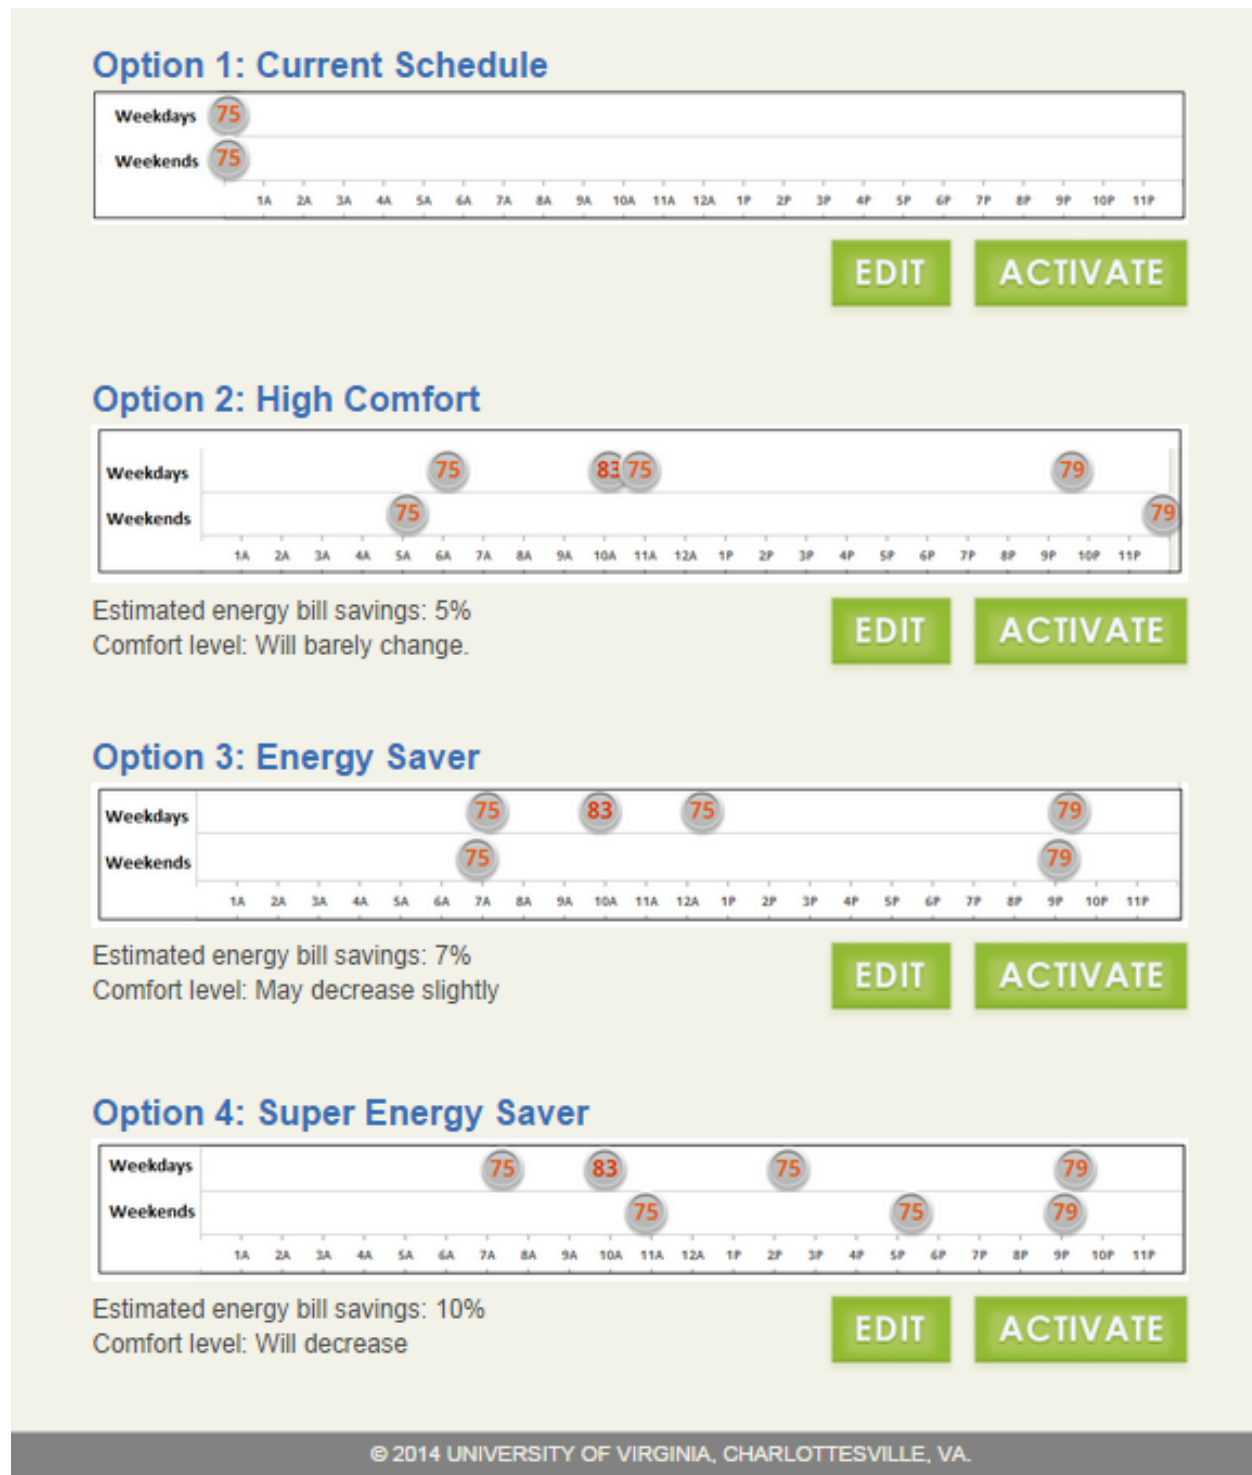 Option 1: Current Schedule
Weekdays 75
Weekends 75
1A 2A 3A 4A 5A 6A 7A 8A 9A 10A 11A 12A 1P 2P 3P 4P 5P 6P 7P 8P 9P 10P 11P
EDIT ACTIVATE
Option 2: High Comfort
Weekdays 75 83 75 79
Weekends 75 79
1A 2A 3A 4A 5A 6A 7A 8A 9A 10A 11A 12A 1P 2P 3P 4P 5P 6P 7P 8P 9P 10P 11P
Estimated energy bill savings: 5%
Comfort level: Will barely change.
EDIT ACTIVATE
Option 3: Energy Saver
Weekdays 75 83 75 79
Weekends 75 79
1A 2A 3A 4A 5A 6A 7A 8A 9A 10A 11A 12A 1P 2P 3P 4P 5P 6P 7P 8P 9P 10P 11P
Estimated energy bill savings: 7%
Comfort level: May decrease slightly
EDIT ACTIVATE
Option 4: Super Energy Saver
Weekdays 75 83 75 79
Weekends 75 75 79
1A 2A 3A 4A 5A 6A 7A 8A 9A 10A 11A 12A 1P 2P 3P 4P 5P 6P 7P 8P 9P 10P 11P
Estimated energy bill savings: 10%
Comfort level: Will decrease
EDIT ACTIVATE
© 2014 UNIVERSITY OF VIRGINIA, CHARLOTTESVILLE, VA.